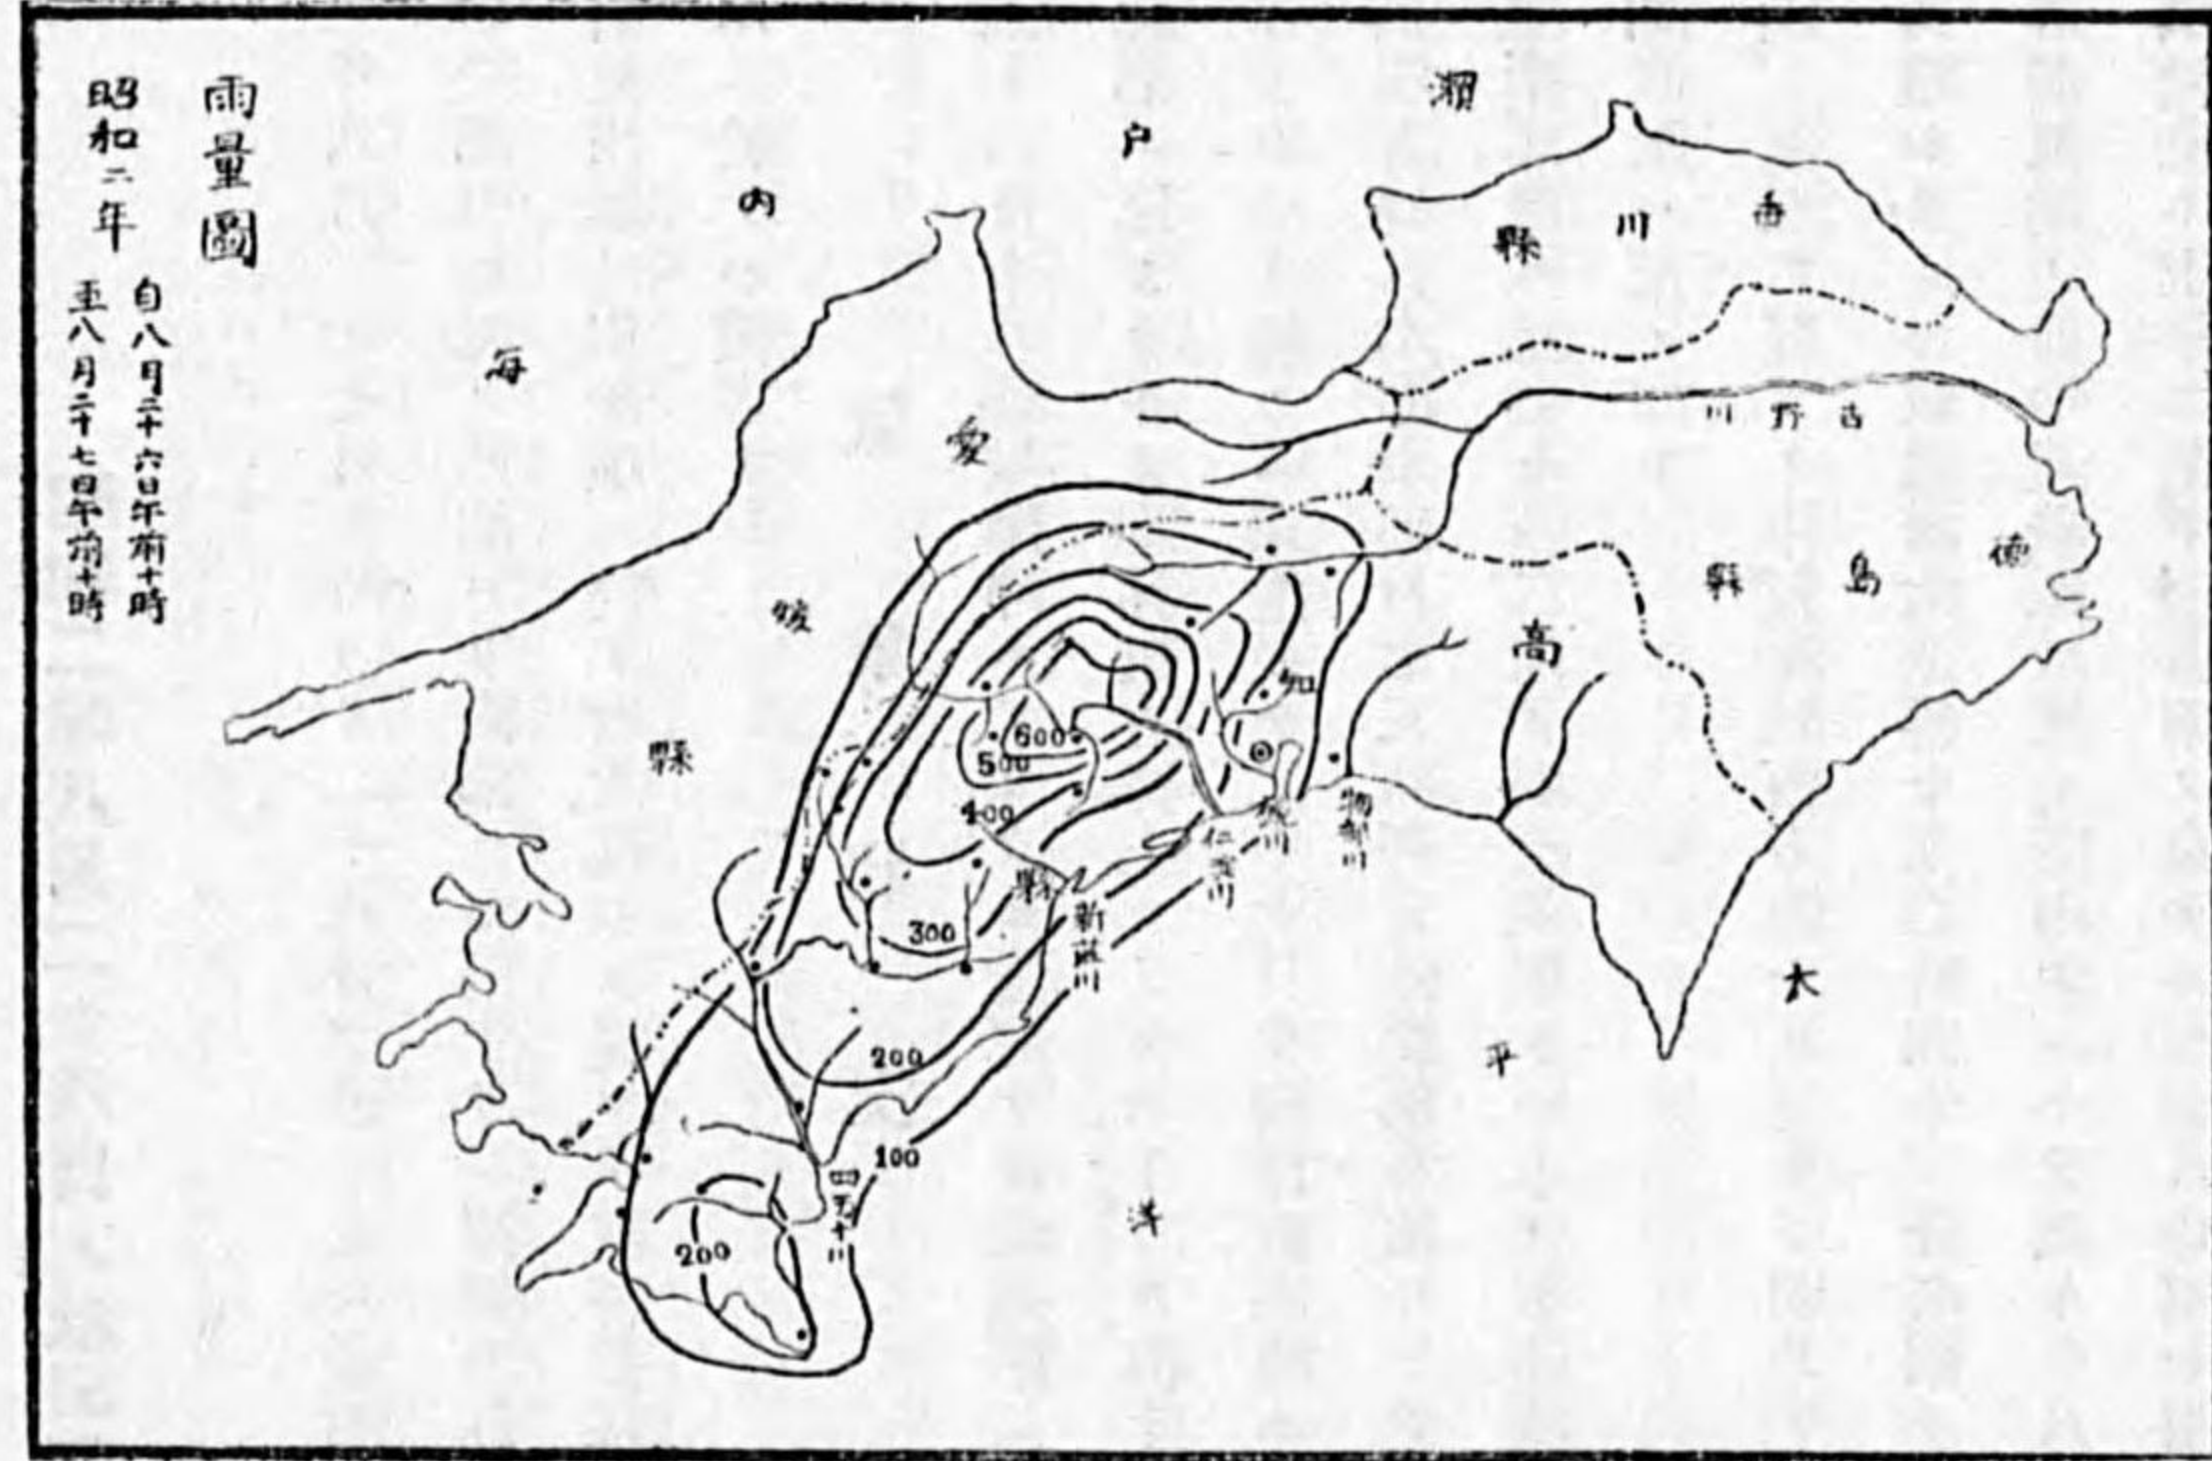 雨量圖
昭和二年
自八月二十六日午前十時
至八月二十七日午前十時
瀬戸内海
香川縣
愛媛縣
徳島縣
高知縣
吉野川
物部川
仁淀川
新荘川
四万十川
太平洋
600
500
400
300
200
100
200